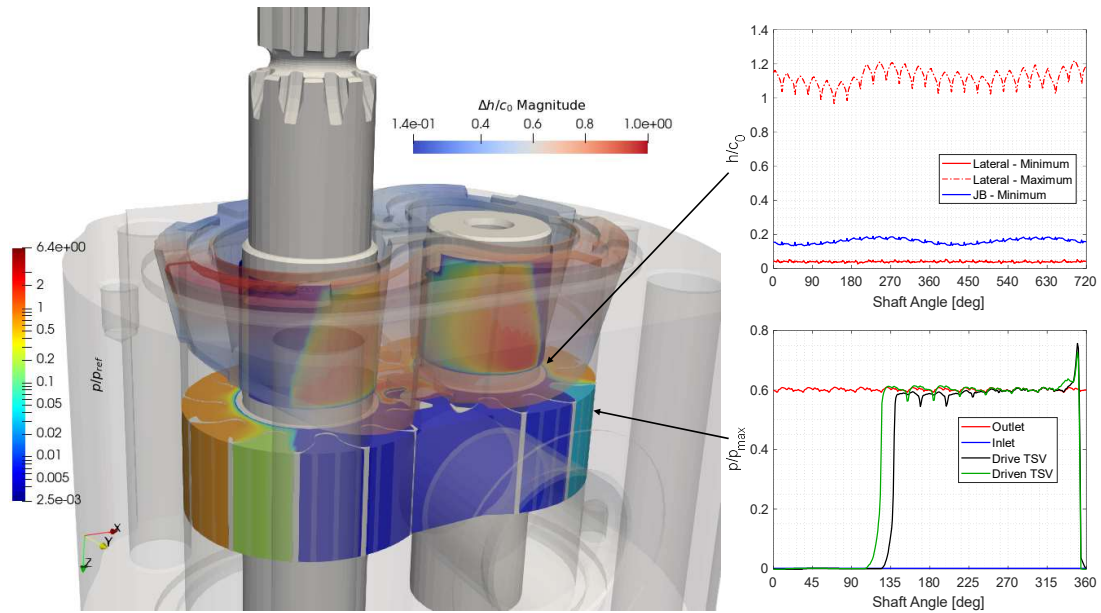 Δh/c₀ Magnitude
1.4e-01 0.4 0.6 0.8 1.0e+00
6.4e+00
2
1
0.5
0.2
0.1
0.05
0.02
0.01
0.005
2.5e-03
p/p_ref
X
Y
Z
1.4
1.2
1
0.8
0.6
0.4
0.2
0
h/c₀
Lateral - Minimum
Lateral - Maximum
JB - Minimum
0 90 180 270 360 450 540 630 720
Shaft Angle [deg]
0.8
0.6
0.4
0.2
0
p/p_max
Outlet
Inlet
Drive TSV
Driven TSV
0 45 90 135 180 225 270 315 360
Shaft Angle [deg]